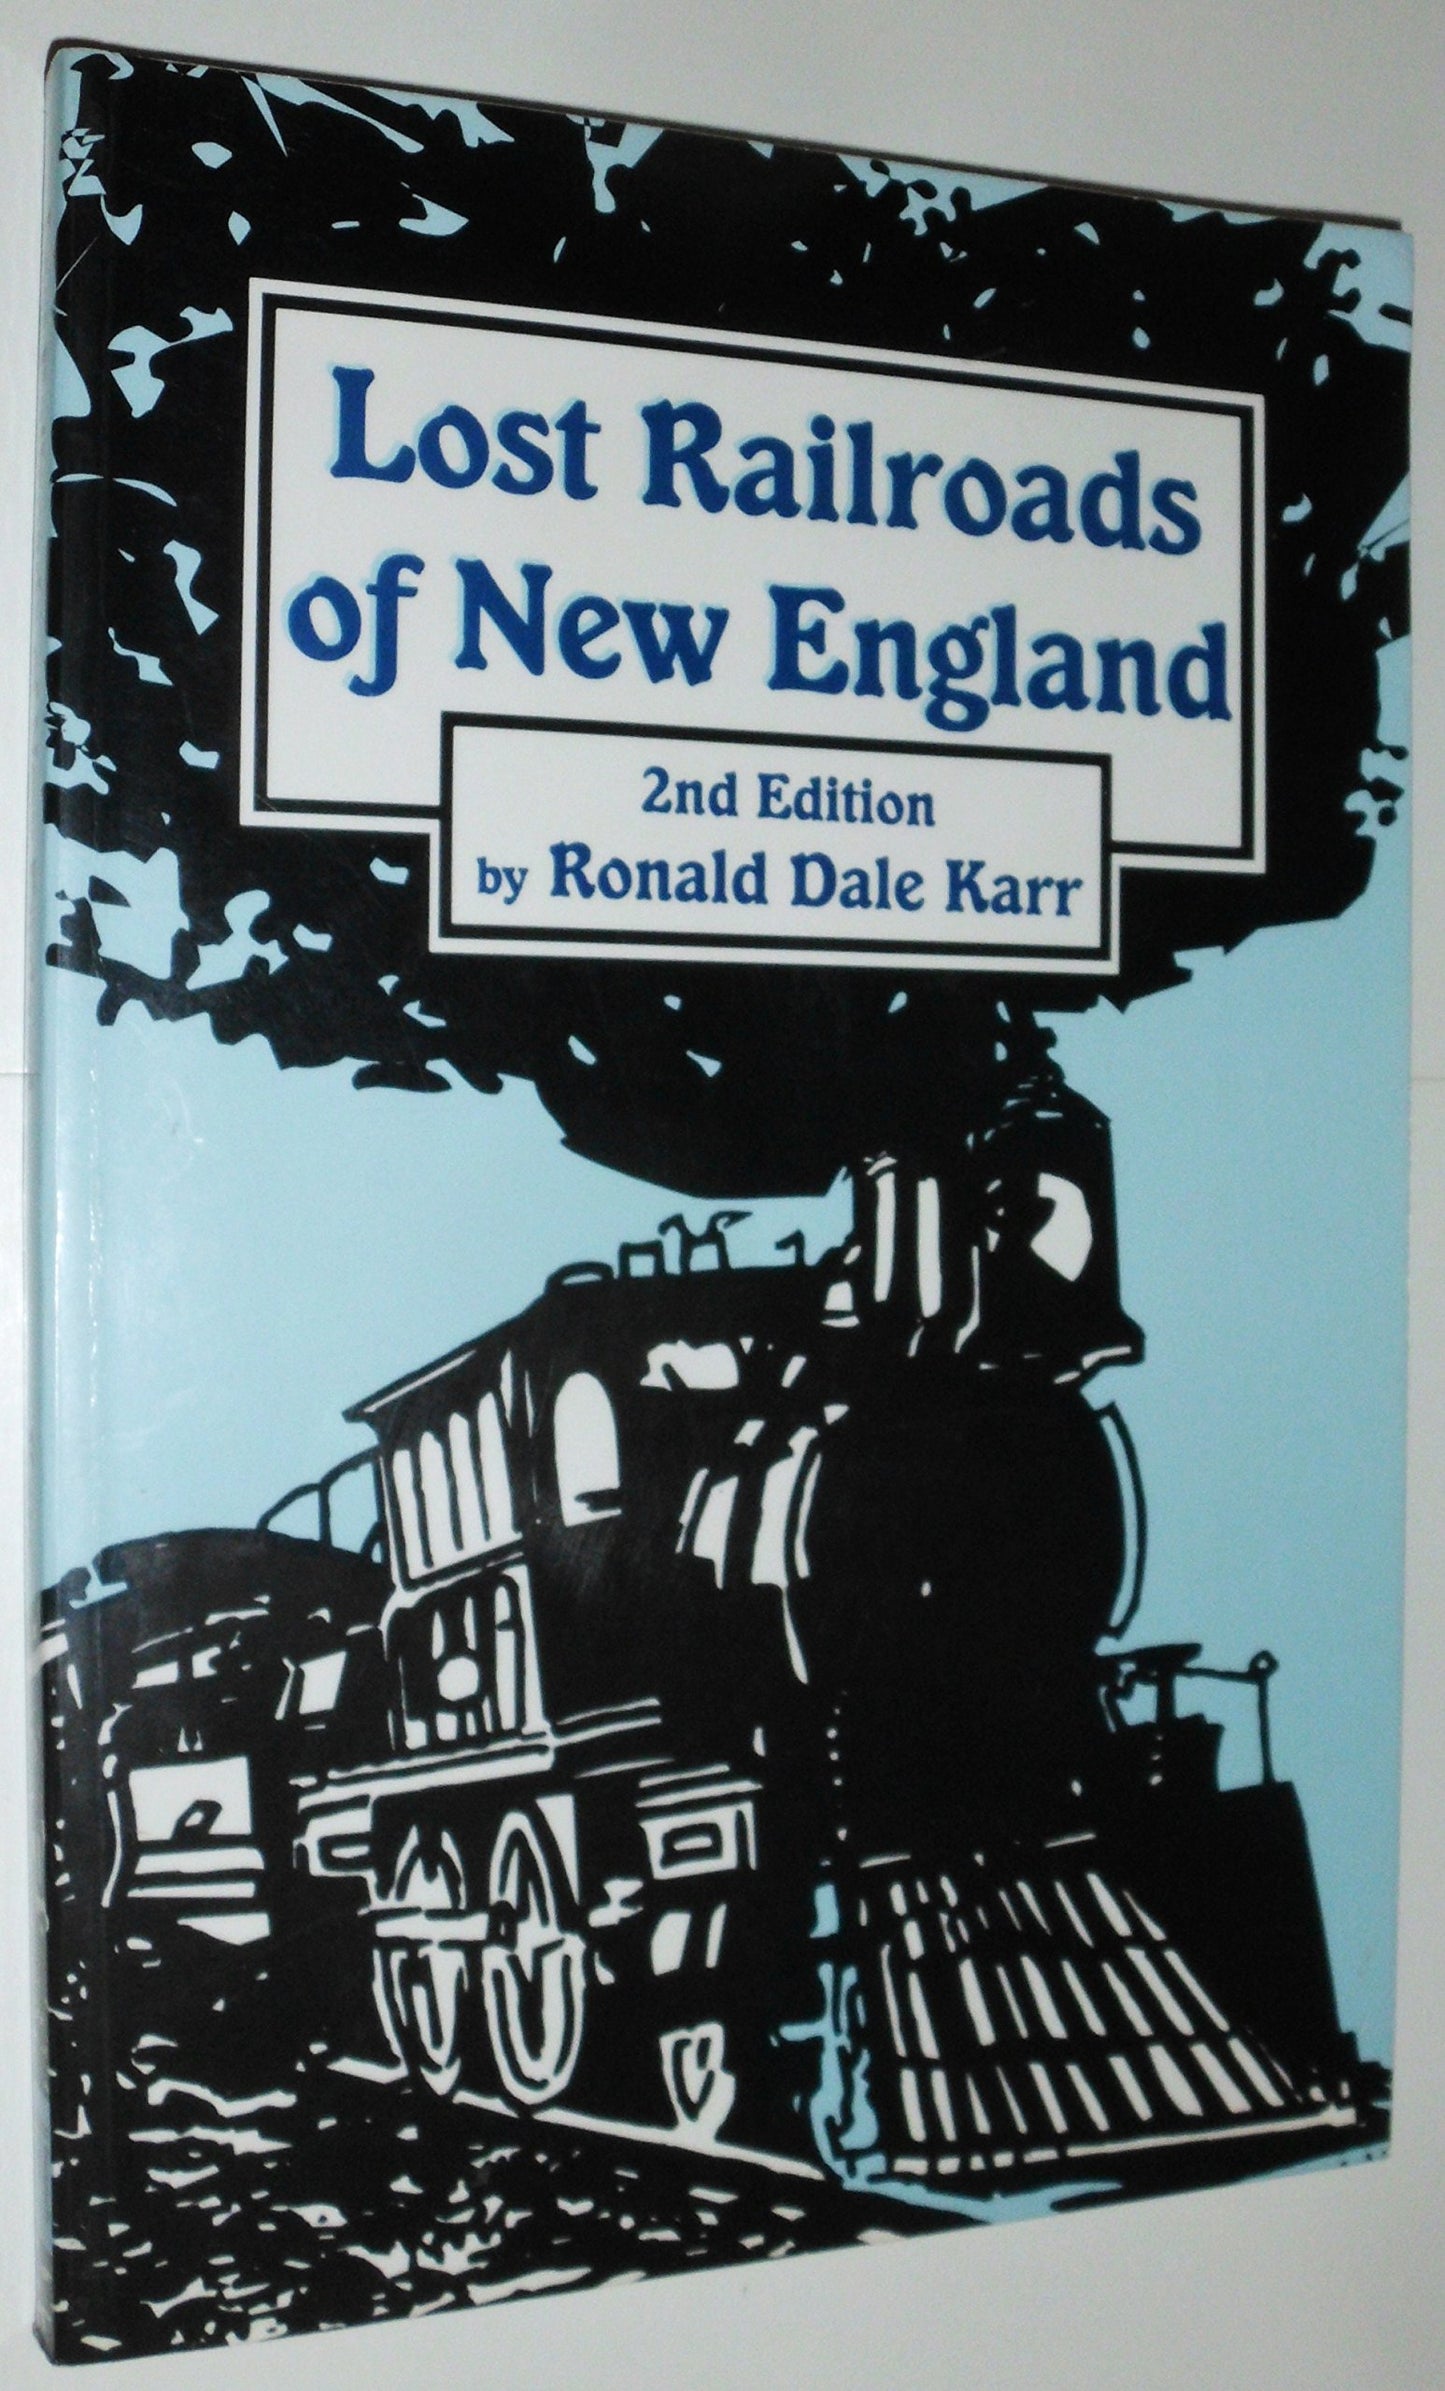 Lost Railroads
of New England
2nd Edition
by Ronald Dale Karr